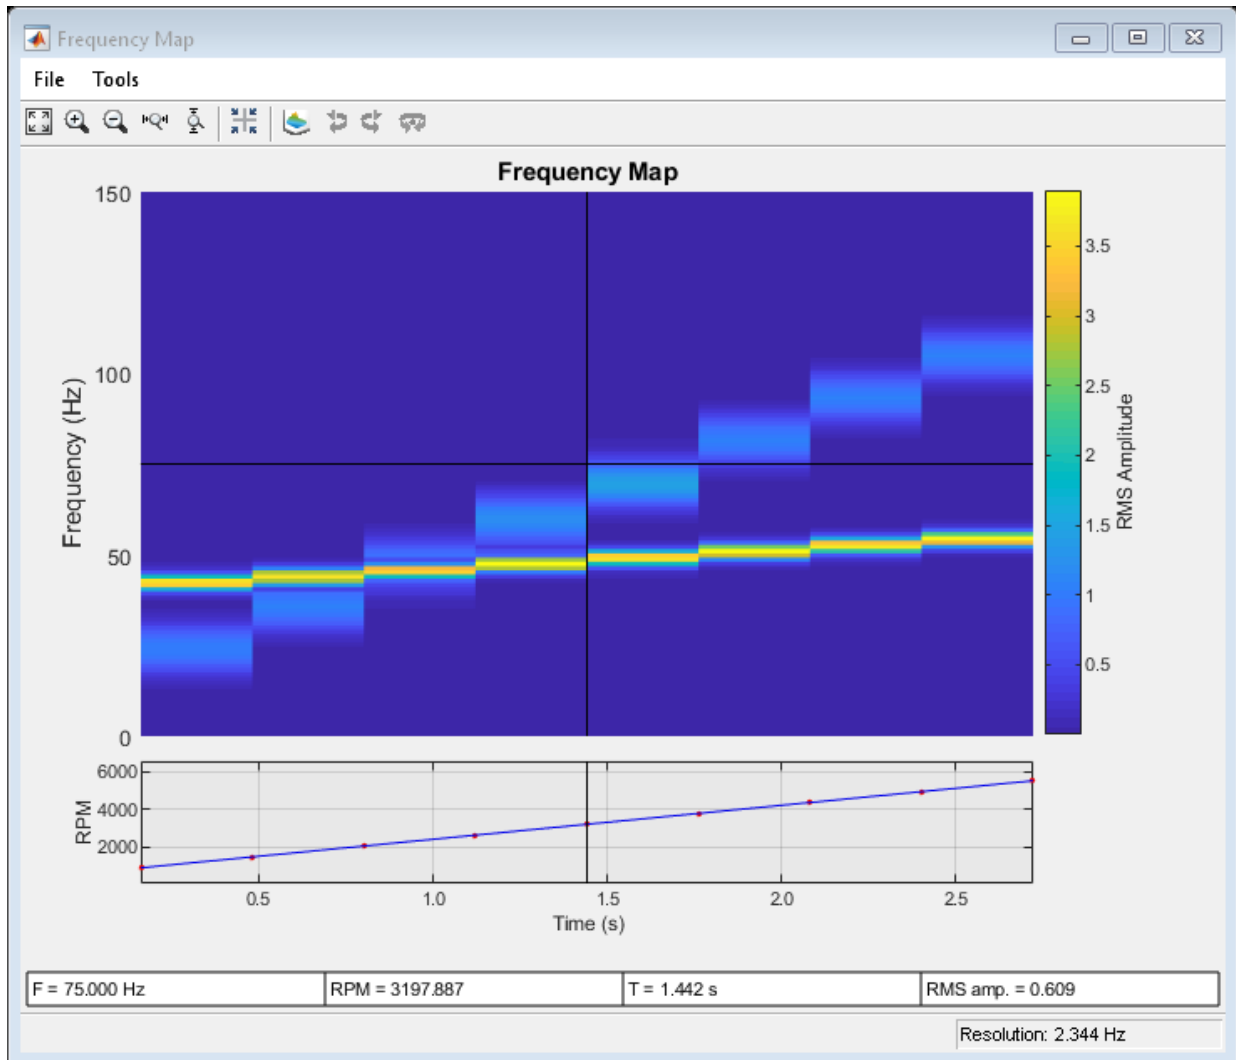 Frequency Map
File Tools
Frequency Map
150
100
50
0
Frequency (Hz)
3.5
3
2.5
2
1.5
1
0.5
RMS Amplitude
6000
4000
2000
RPM
0.5 1.0 1.5 2.0 2.5
Time (s)
F = 75.000 Hz RPM = 3197.887 T = 1.442 s RMS amp. = 0.609
Resolution: 2.344 Hz